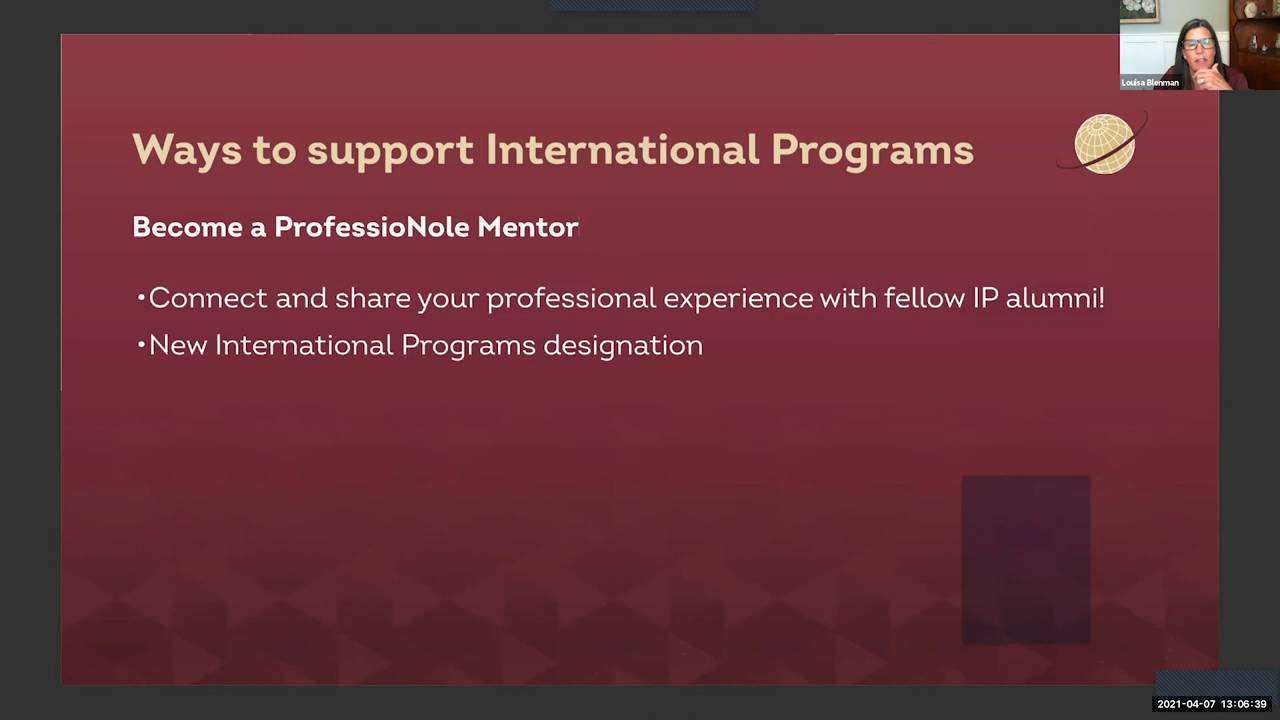 Louisa Blenman
Ways to support International Programs
Become a ProfessioNole Mentor
•Connect and share your professional experience with fellow IP alumni!
•New International Programs designation
2021-04-07 13:06:39